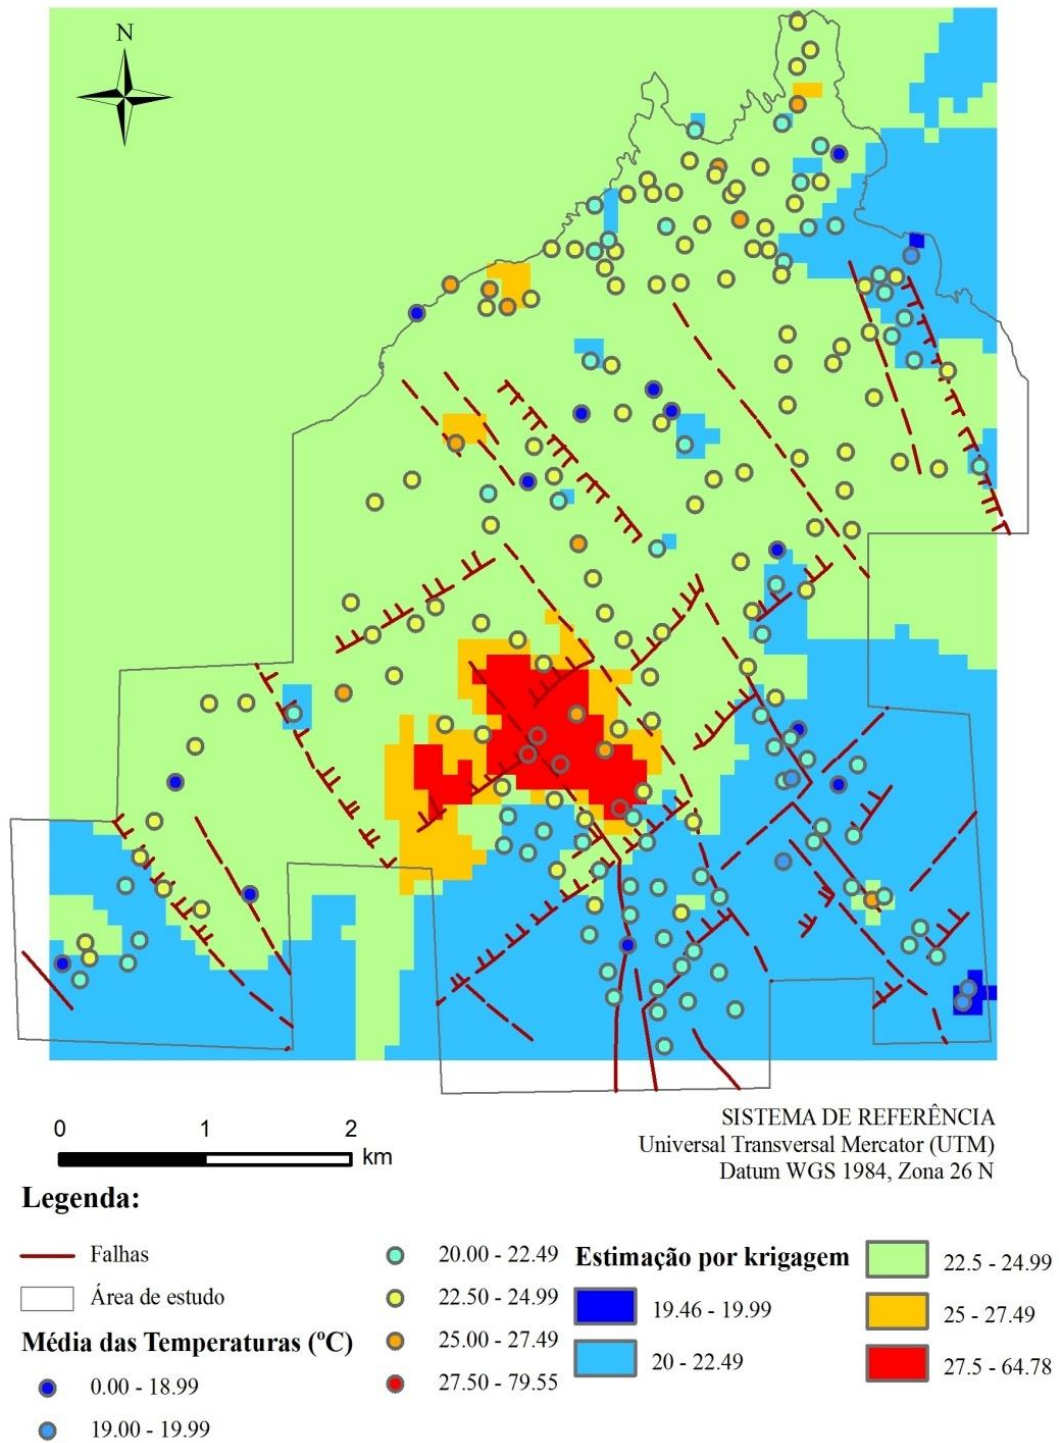 N
0 1 2
km
SISTEMA DE REFERÊNCIA
Universal Transversal Mercator (UTM)
Datum WGS 1984, Zona 26 N
Legenda:
Falhas
Área de estudo
Média das Temperaturas (ºC)
0.00 - 18.99
19.00 - 19.99
20.00 - 22.49
22.50 - 24.99
25.00 - 27.49
27.50 - 79.55
Estimação por krigagem
19.46 - 19.99
20 - 22.49
22.5 - 24.99
25 - 27.49
27.5 - 64.78